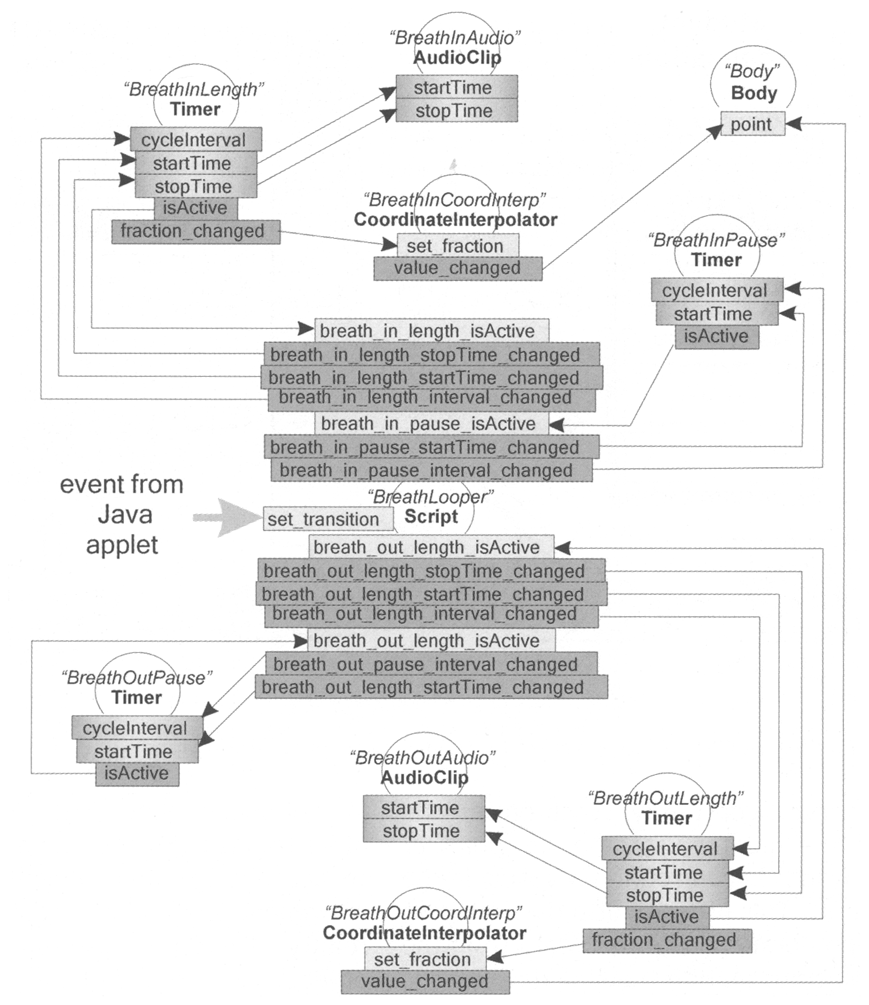 “BreathInAudio”
AudioClip
startTime
stopTime
“BreathInLength”
Timer
cycleInterval
startTime
stopTime
isActive
fraction_changed
“Body”
Body
point
“BreathInCoordInterp”
CoordinateInterpolator
set_fraction
value_changed
“BreathInPause”
Timer
cycleInterval
startTime
isActive
breath_in_length_isActive
breath_in_length_stopTime_changed
breath_in_length_startTime_changed
breath_in_length_interval_changed
breath_in_pause_isActive
breath_in_pause_startTime_changed
breath_in_pause_interval_changed
event from
Java
applet
“BreathLooper”
Script
set_transition
breath_out_length_isActive
breath_out_length_stopTime_changed
breath_out_length_startTime_changed
breath_out_length_interval_changed
breath_out_length_isActive
breath_out_pause_interval_changed
breath_out_length_startTime_changed
“BreathOutPause”
Timer
cycleInterval
startTime
isActive
“BreathOutAudio”
AudioClip
startTime
stopTime
“BreathOutLength”
Timer
cycleInterval
startTime
stopTime
isActive
fraction_changed
“BreathOutCoordInterp”
CoordinateInterpolator
set_fraction
value_changed